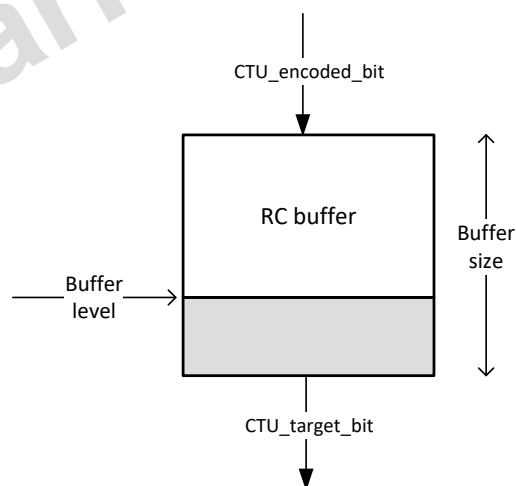 CTU_encoded_bit
RC buffer
Buffer
size
Buffer
level
CTU_target_bit